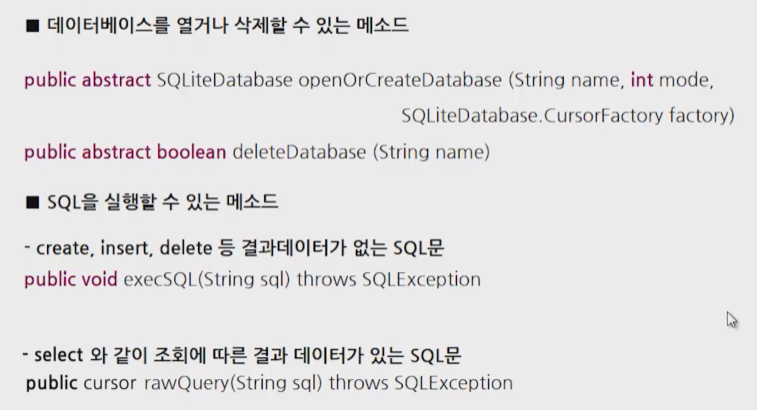 ■ 데이터베이스를 열거나 삭제할 수 있는 메소드
public abstract SQLiteDatabase openOrCreateDatabase (String name, int mode,
SQLiteDatabase.CursorFactory factory)
public abstract boolean deleteDatabase (String name)
■ SQL을 실행할 수 있는 메소드
- create, insert, delete 등 결과데이터가 없는 SQL문
public void execSQL(String sql) throws SQLException
- select 와 같이 조회에 따른 결과 데이터가 있는 SQL문
public cursor rawQuery(String sql) throws SQLException